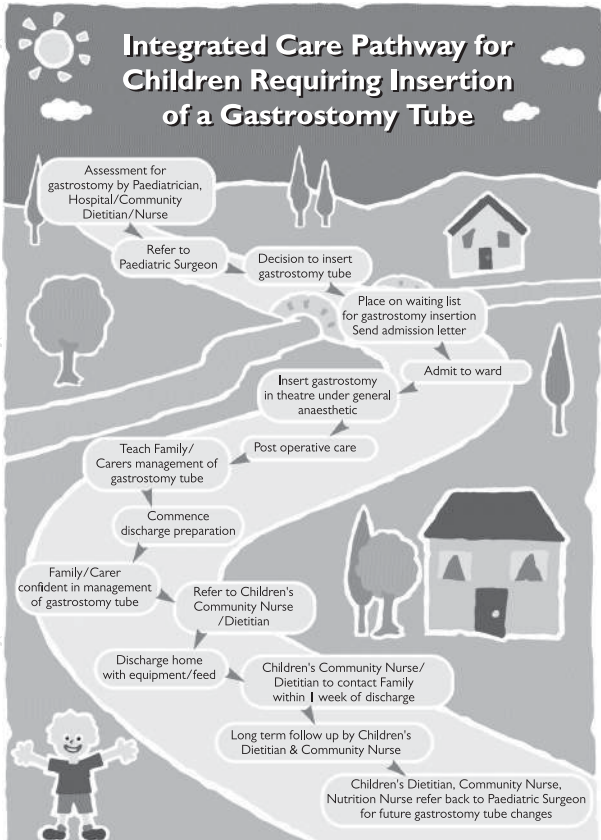 Integrated Care Pathway for
Children Requiring Insertion
of a Gastrostomy Tube
Assessment for
gastrostomy by Paediatrician,
Hospital/Community
Dietitian/Nurse
Refer to
Paediatric Surgeon
Decision to insert
gastrostomy tube
Place on waiting list
for gastrostomy insertion
Send admission letter
Admit to ward
Insert gastrostomy
in theatre under general
anaesthetic
Post operative care
Teach Family/
Carers management of
gastrostomy tube
Commence
discharge preparation
Family/Carer
confident in management
of gastrostomy tube
Refer to Children's
Community Nurse
/Dietitian
Discharge home
with equipment/feed
Children's Community Nurse/
Dietitian to contact Family
within 1 week of discharge
Long term follow up by Children's
Dietitian & Community Nurse
Children's Dietitian, Community Nurse,
Nutrition Nurse refer back to Paediatric Surgeon
for future gastrostomy tube changes